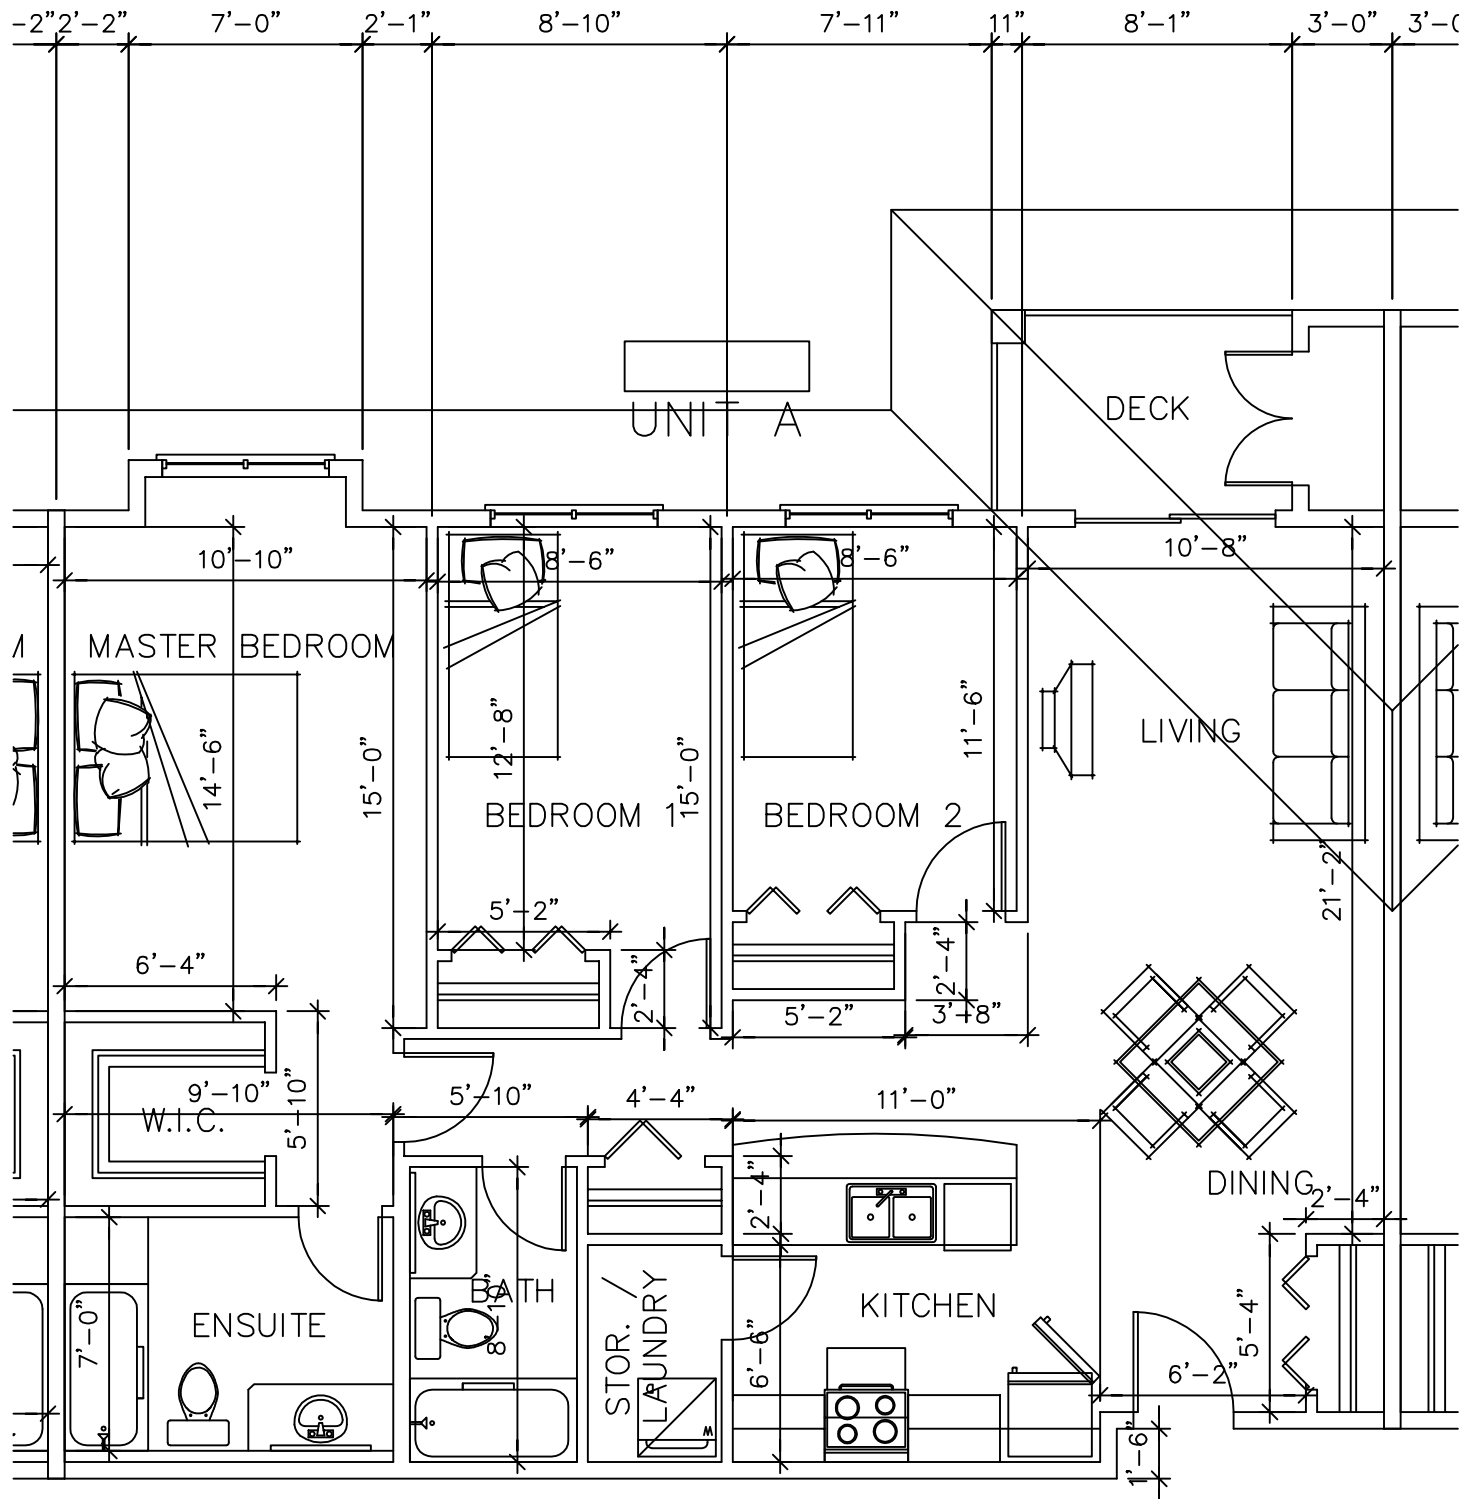 -2" 2'-2" 7'-0" 2'-1" 8'-10" 7'-11" 11" 8'-1" 3'-0"
DECK
UNIT A
10'-10" 8'-6" 8'-6" 10'-8"
MASTER BEDROOM
LIVING
14'-6" 15'-0" 12'-8" 15'-0" 11'-6"
BEDROOM 1 BEDROOM 2
21'-2"
5'-2"
6'-4" 2'-4" 2'-4"
5'-2" 3'-8"
9'-10" 5'-10" 5'-10" 4'-4" 11'-0"
W.I.C.
DINING
2'-4" 2'-4"
BATH
STOR. /
LAUNDRY
KITCHEN
ENSUITE
7'-0" 6'-6" 5'-4"
6'-2"
W
1'-6"